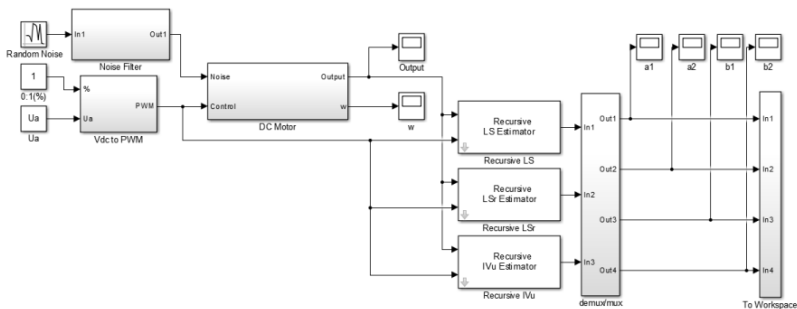 Random Noise
In1
Out1
Noise Filter
1
0:1(%)
Ua
Ua
%
Ua
PWM
Vdc to PWM
Noise
Control
Output
w
DC Motor
Output
w
Recursive
LS Estimator
Recursive LS
Recursive
LSr Estimator
Recursive LSr
Recursive
IVu Estimator
Recursive IVu
In1
In2
In3
Out1
Out2
Out3
Out4
demux/mux
a1
a2
b1
b2
In1
In2
In3
In4
To Workspace